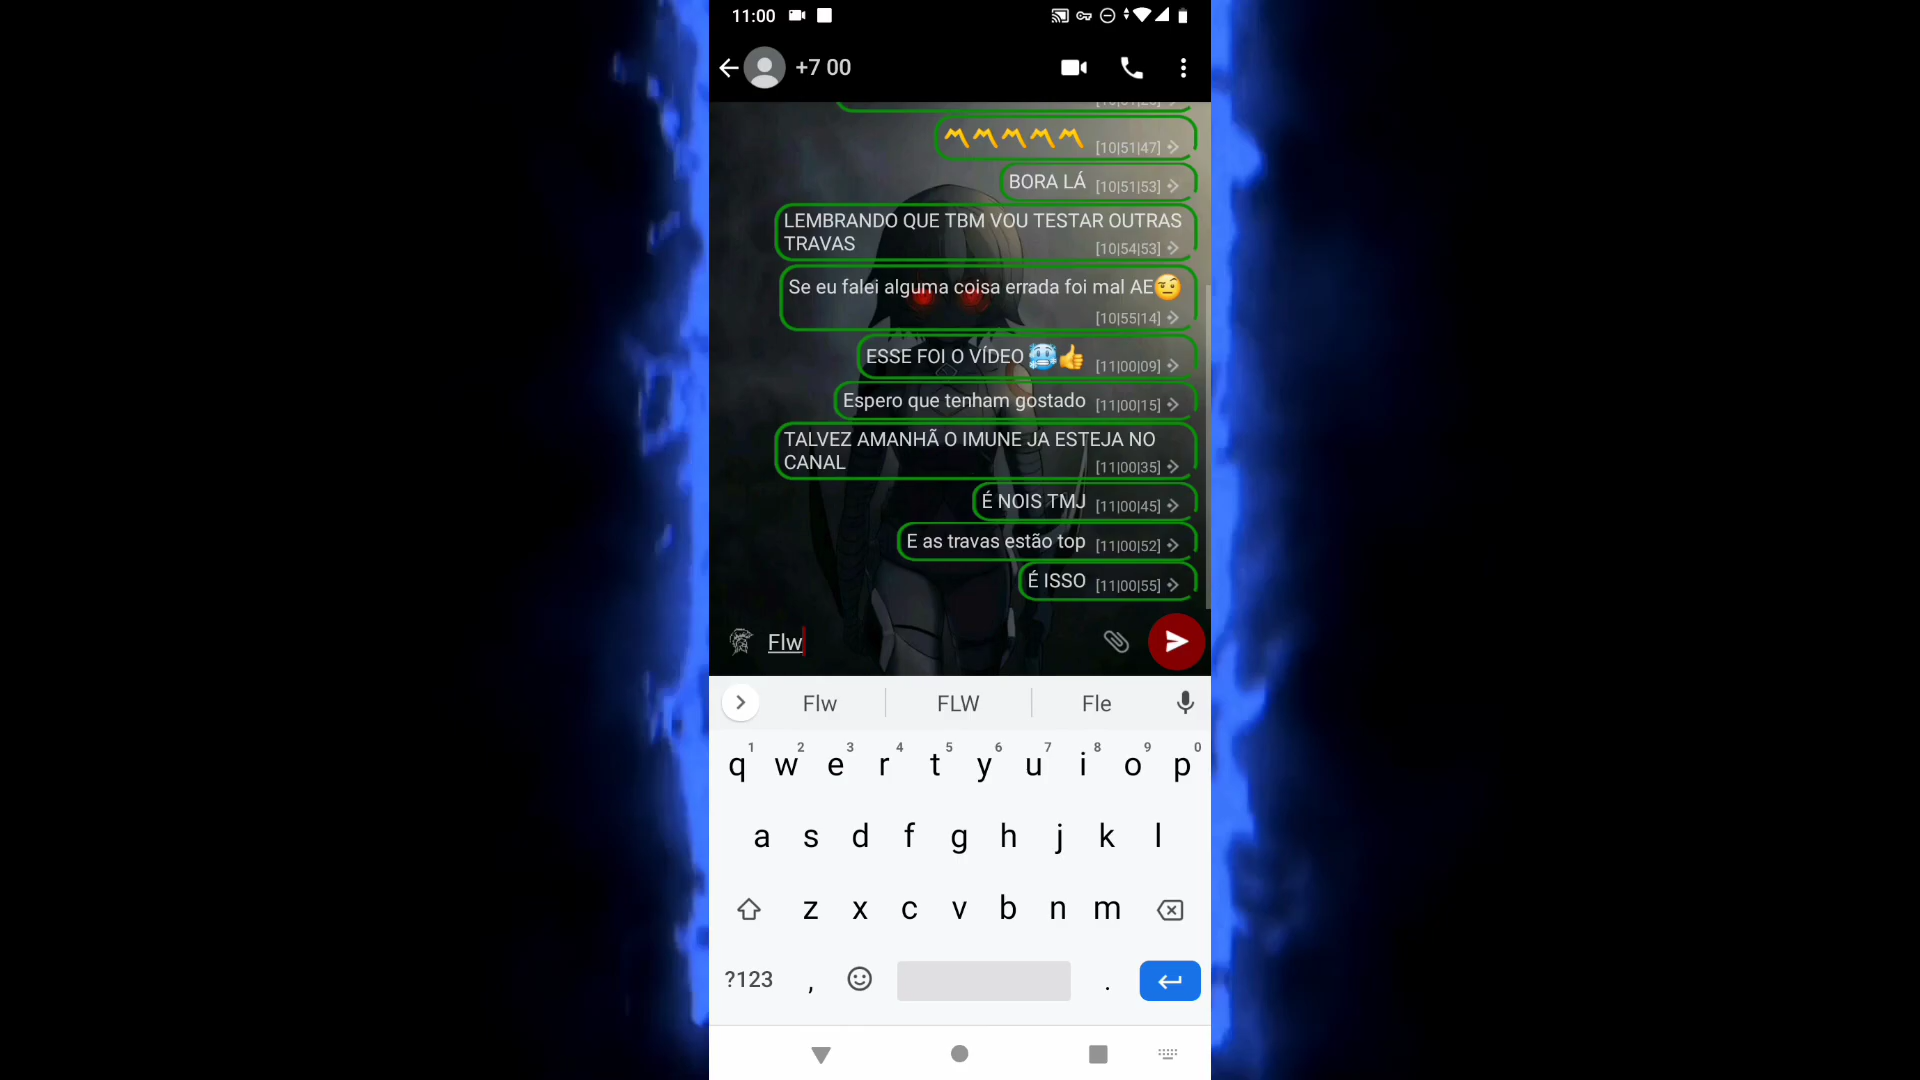 11:00
+7 00
[10|51|47]
BORA LÁ [10|51|53]
LEMBRANDO QUE TBM VOU TESTAR OUTRAS
TRAVAS [10|54|53]
Se eu falei alguma coisa errada foi mal AE🤨
[10|55|14]
ESSE FOI O VÍDEO 🥶👍 [11|00|09]
Espero que tenham gostado [11|00|15]
TALVEZ AMANHÃ O IMUNE JA ESTEJA NO
CANAL [11|00|35]
É NOIS TMJ [11|00|45]
E as travas estão top [11|00|52]
É ISSO [11|00|55]
Flw
Flw FLW Fle
1 2 3 4 5 6 7 8 9 0
q w e r t y u i o p
a s d f g h j k l
z x c v b n m
?123 , .